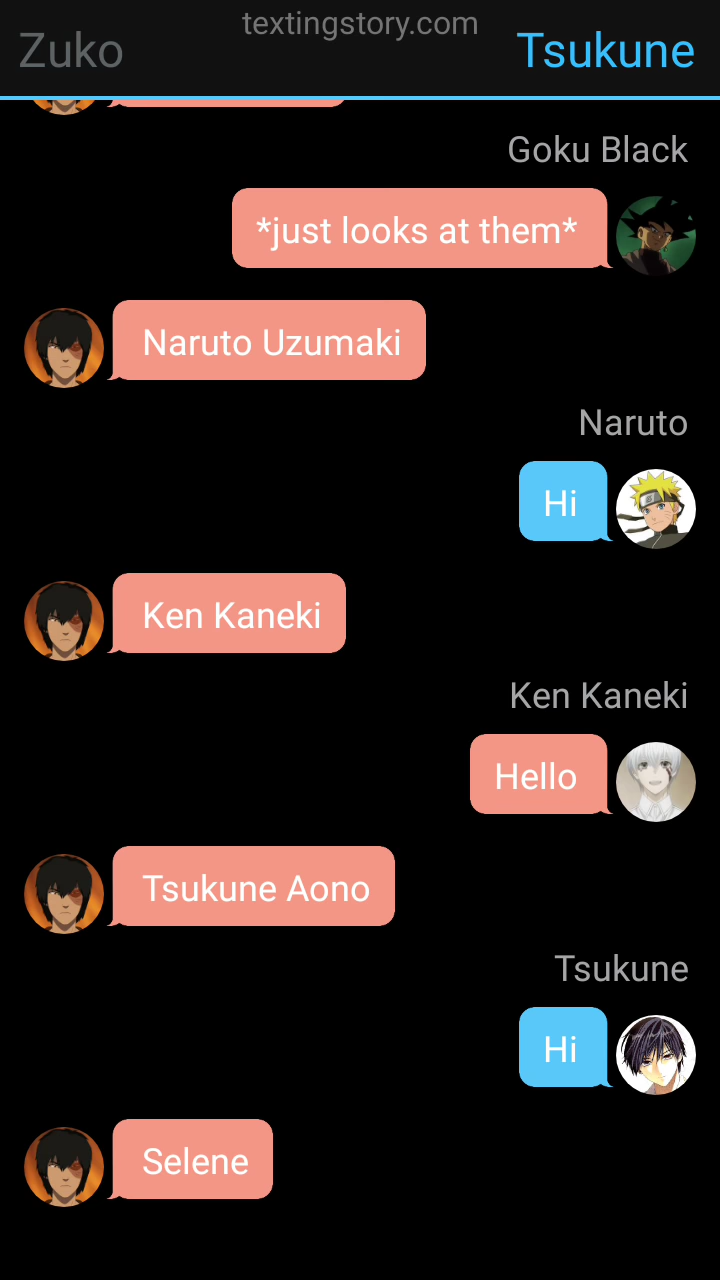 textingstory.com
Zuko
Tsukune
Goku Black
*just looks at them*
Naruto Uzumaki
Naruto
Hi
Ken Kaneki
Ken Kaneki
Hello
Tsukune Aono
Tsukune
Hi
Selene